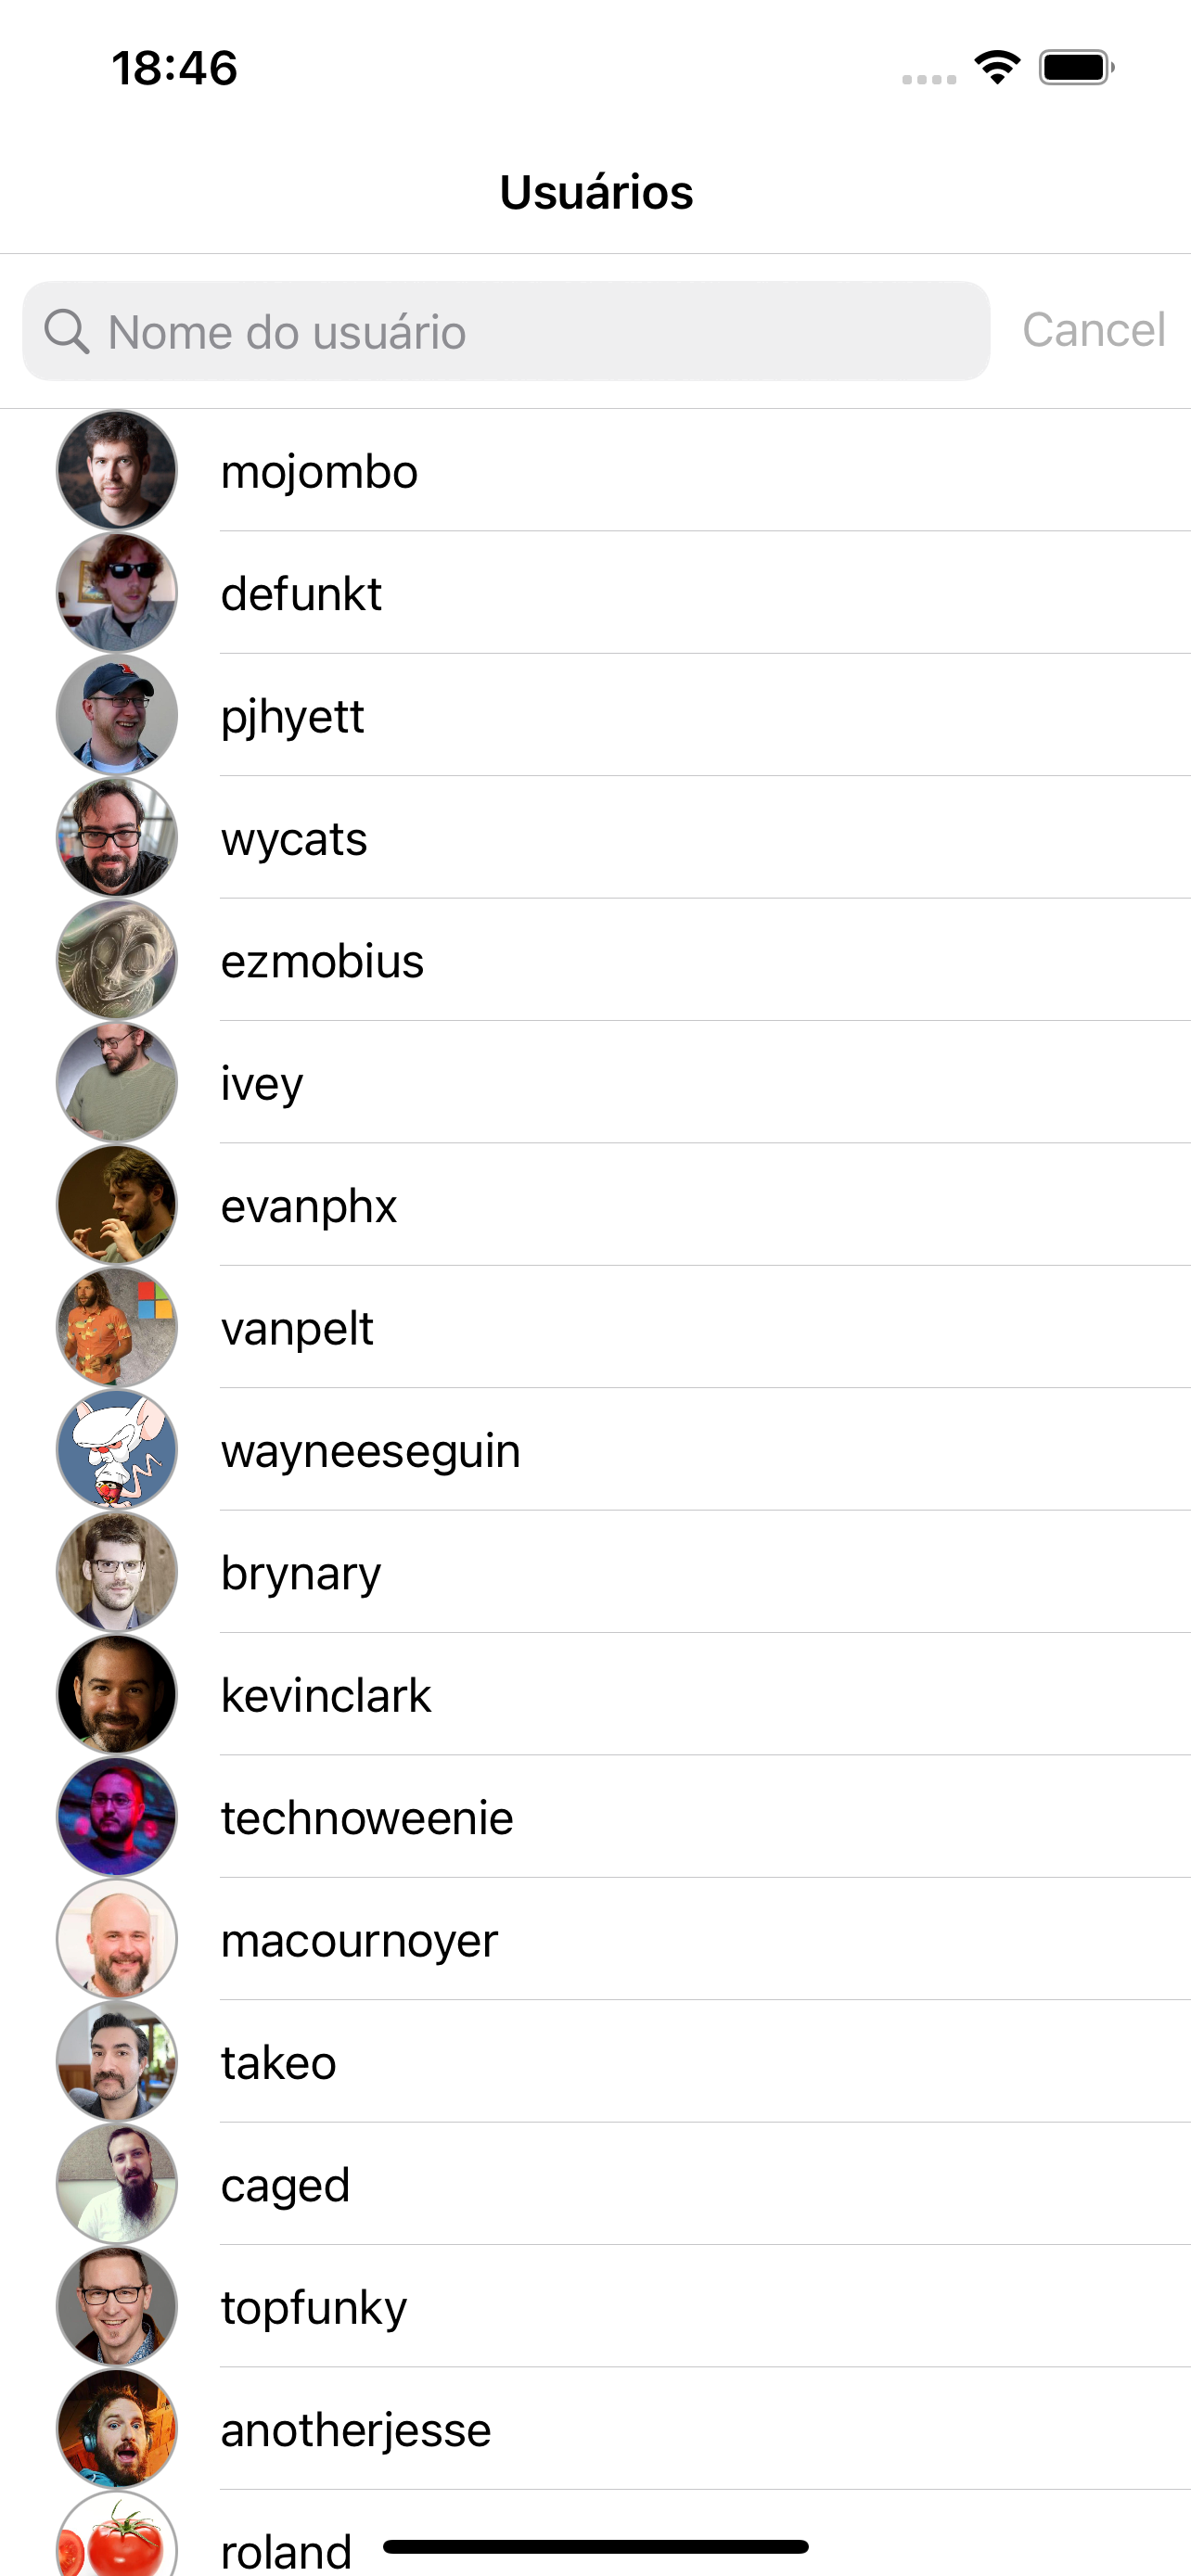 18:46
Usuários
Nome do usuário
Cancel
mojombo
defunkt
pjhyett
wycats
ezmobius
ivey
evanphx
vanpelt
wayneeseguin
brynary
kevinclark
technoweenie
macournoyer
takeo
caged
topfunky
anotherjesse
roland